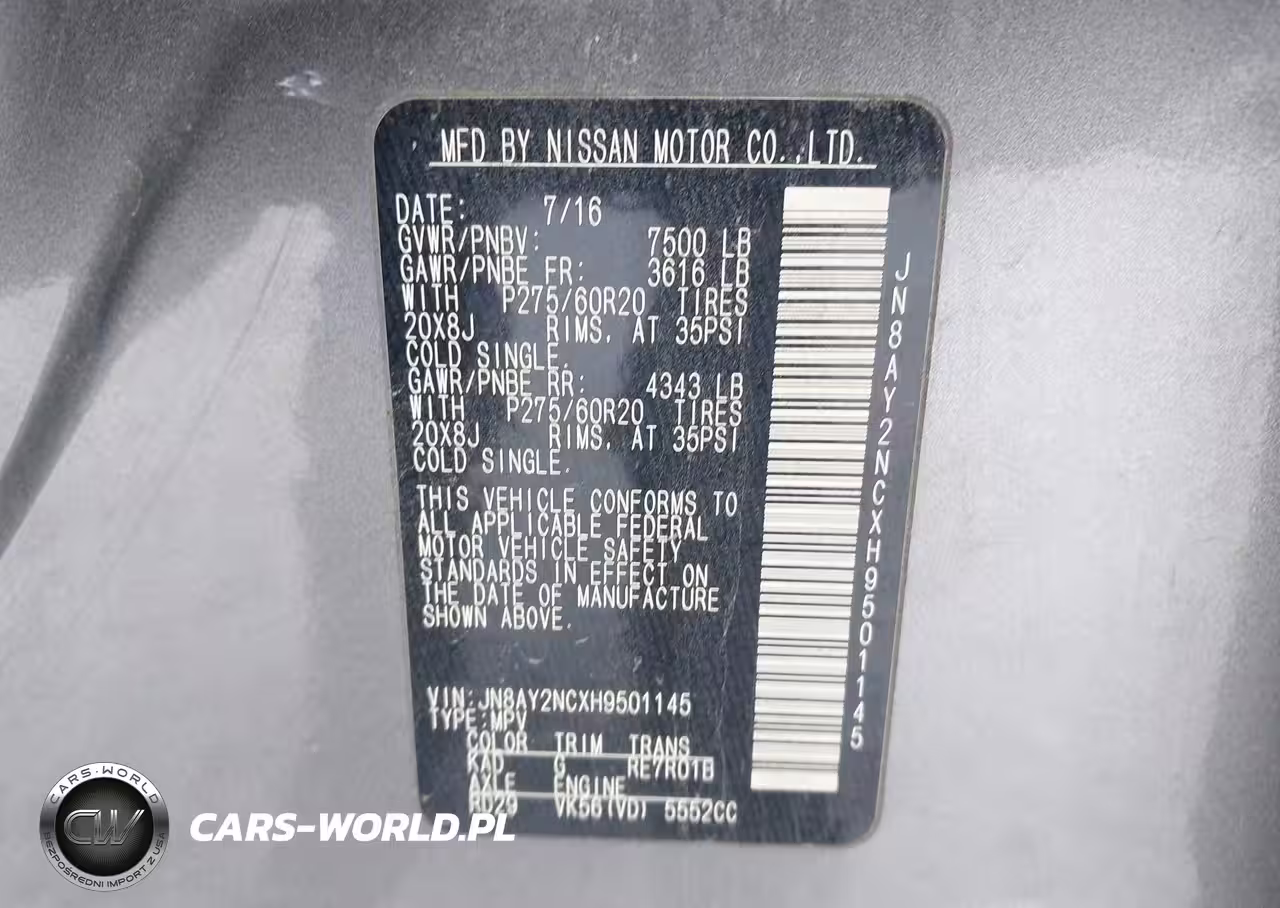 MFD BY NISSAN MOTOR CO.,LTD.
DATE: 7/16
GVWR/PNBV: 7500 LB
GAWR/PNBE FR: 3616 LB
WITH P275/60R20 TIRES
20X8J RIMS, AT 35PSI
COLD SINGLE.
GAWR/PNBE RR: 4343 LB
WITH P275/60R20 TIRES
20X8J RIMS, AT 35PSI
COLD SINGLE.
THIS VEHICLE CONFORMS TO
ALL APPLICABLE FEDERAL
MOTOR VEHICLE SAFETY
STANDARDS IN EFFECT ON
THE DATE OF MANUFACTURE
SHOWN ABOVE.
VIN:JN8AY2NCXH9501145
TYPE:MPV
COLOR TRIM TRANS
KAD G RE7R01B
AXLE ENGINE
RD29 VK56(VD) 5552CC
JN8AY2NCXH9501145
CARS-WORLD
CW
BEZPOŚREDNI IMPORT Z USA
CARS-WORLD.PL